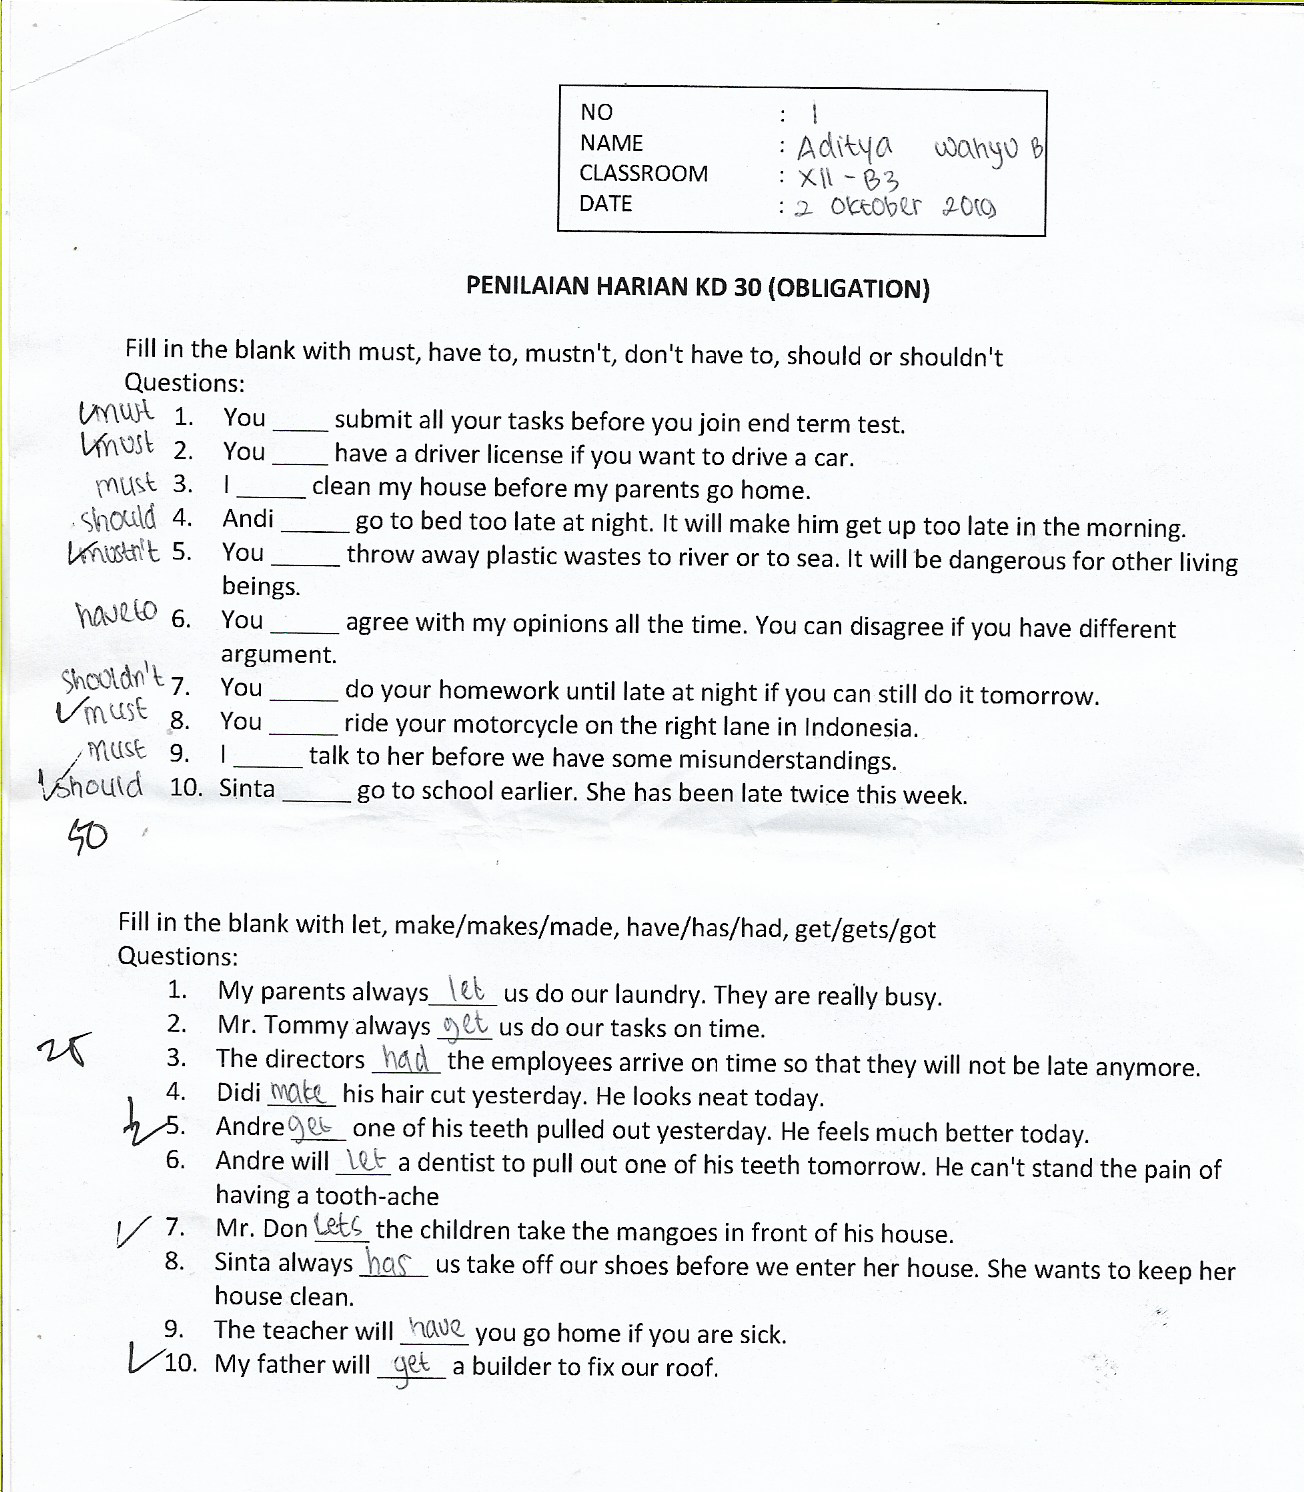 NO : 1
NAME : Aditya wahyu B
CLASSROOM : XII - B3
DATE : 2 Oktober 2019
PENILAIAN HARIAN KD 30 (OBLIGATION)
Fill in the blank with must, have to, mustn't, don't have to, should or shouldn't
Questions:
must 1. You ____ submit all your tasks before you join end term test.
must 2. You ____ have a driver license if you want to drive a car.
must 3. I _____ clean my house before my parents go home.
should 4. Andi _____ go to bed too late at night. It will make him get up too late in the morning.
mustn't 5. You _____ throw away plastic wastes to river or to sea. It will be dangerous for other living
beings.
have to 6. You _____ agree with my opinions all the time. You can disagree if you have different
argument.
shouldn't 7. You _____ do your homework until late at night if you can still do it tomorrow.
must 8. You _____ ride your motorcycle on the right lane in Indonesia.
must 9. I _____ talk to her before we have some misunderstandings.
should 10. Sinta _____ go to school earlier. She has been late twice this week.
50
Fill in the blank with let, make/makes/made, have/has/had, get/gets/got
Questions:
1. My parents always let us do our laundry. They are really busy.
2. Mr. Tommy always get us do our tasks on time.
25
3. The directors had the employees arrive on time so that they will not be late anymore.
4. Didi make his hair cut yesterday. He looks neat today.
5. Andre get one of his teeth pulled out yesterday. He feels much better today.
6. Andre will let a dentist to pull out one of his teeth tomorrow. He can't stand the pain of
having a tooth-ache
7. Mr. Don lets the children take the mangoes in front of his house.
8. Sinta always has us take off our shoes before we enter her house. She wants to keep her
house clean.
9. The teacher will have you go home if you are sick.
10. My father will get a builder to fix our roof.